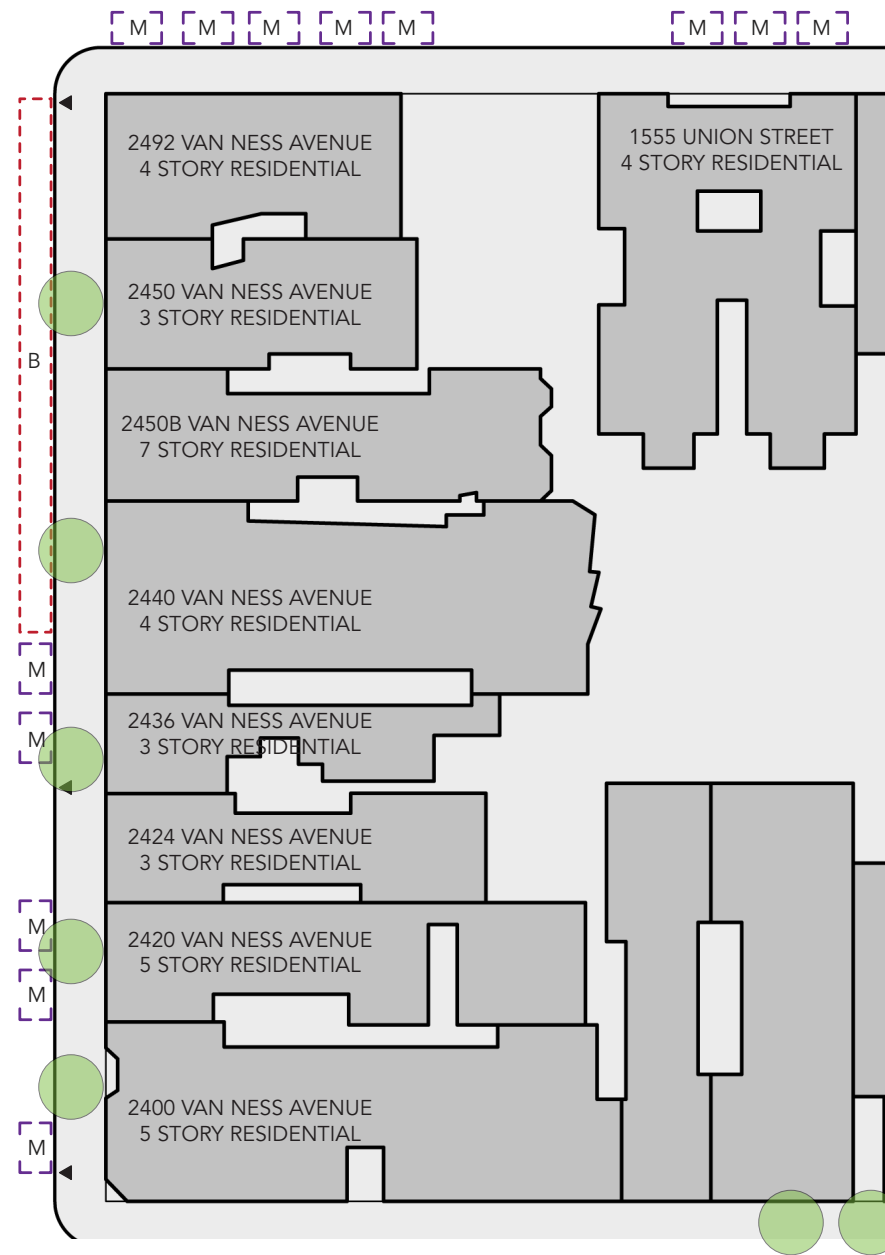 M M M M M M M M
2492 VAN NESS AVENUE
4 STORY RESIDENTIAL
1555 UNION STREET
4 STORY RESIDENTIAL
2450 VAN NESS AVENUE
3 STORY RESIDENTIAL
B
2450B VAN NESS AVENUE
7 STORY RESIDENTIAL
2440 VAN NESS AVENUE
4 STORY RESIDENTIAL
M
2436 VAN NESS AVENUE
3 STORY RESIDENTIAL
M
2424 VAN NESS AVENUE
3 STORY RESIDENTIAL
M
2420 VAN NESS AVENUE
5 STORY RESIDENTIAL
M
2400 VAN NESS AVENUE
5 STORY RESIDENTIAL
M